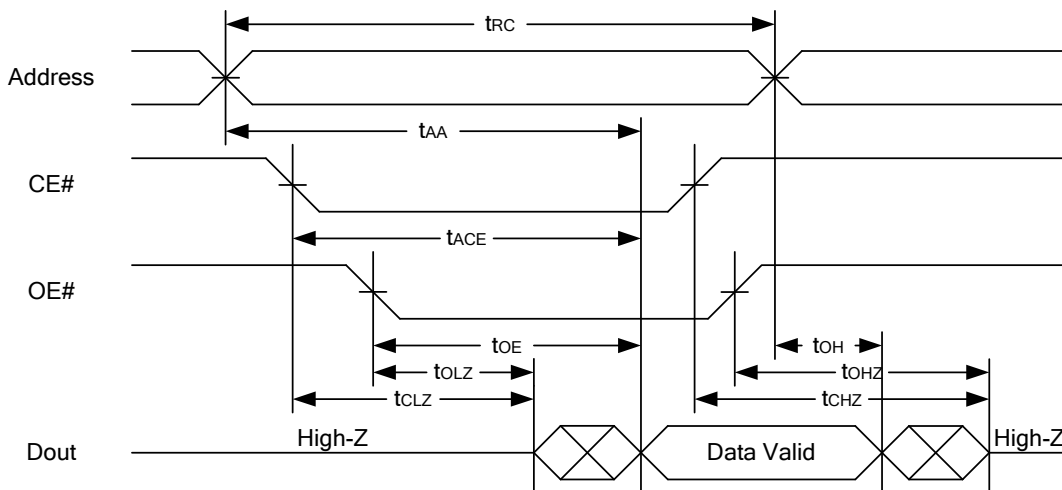 tRC
Address
tAA
CE#
tACE
OE#
tOE
tOH
tOLZ
tOHZ
tCLZ
tCHZ
High-Z
Data Valid
High-Z
Dout